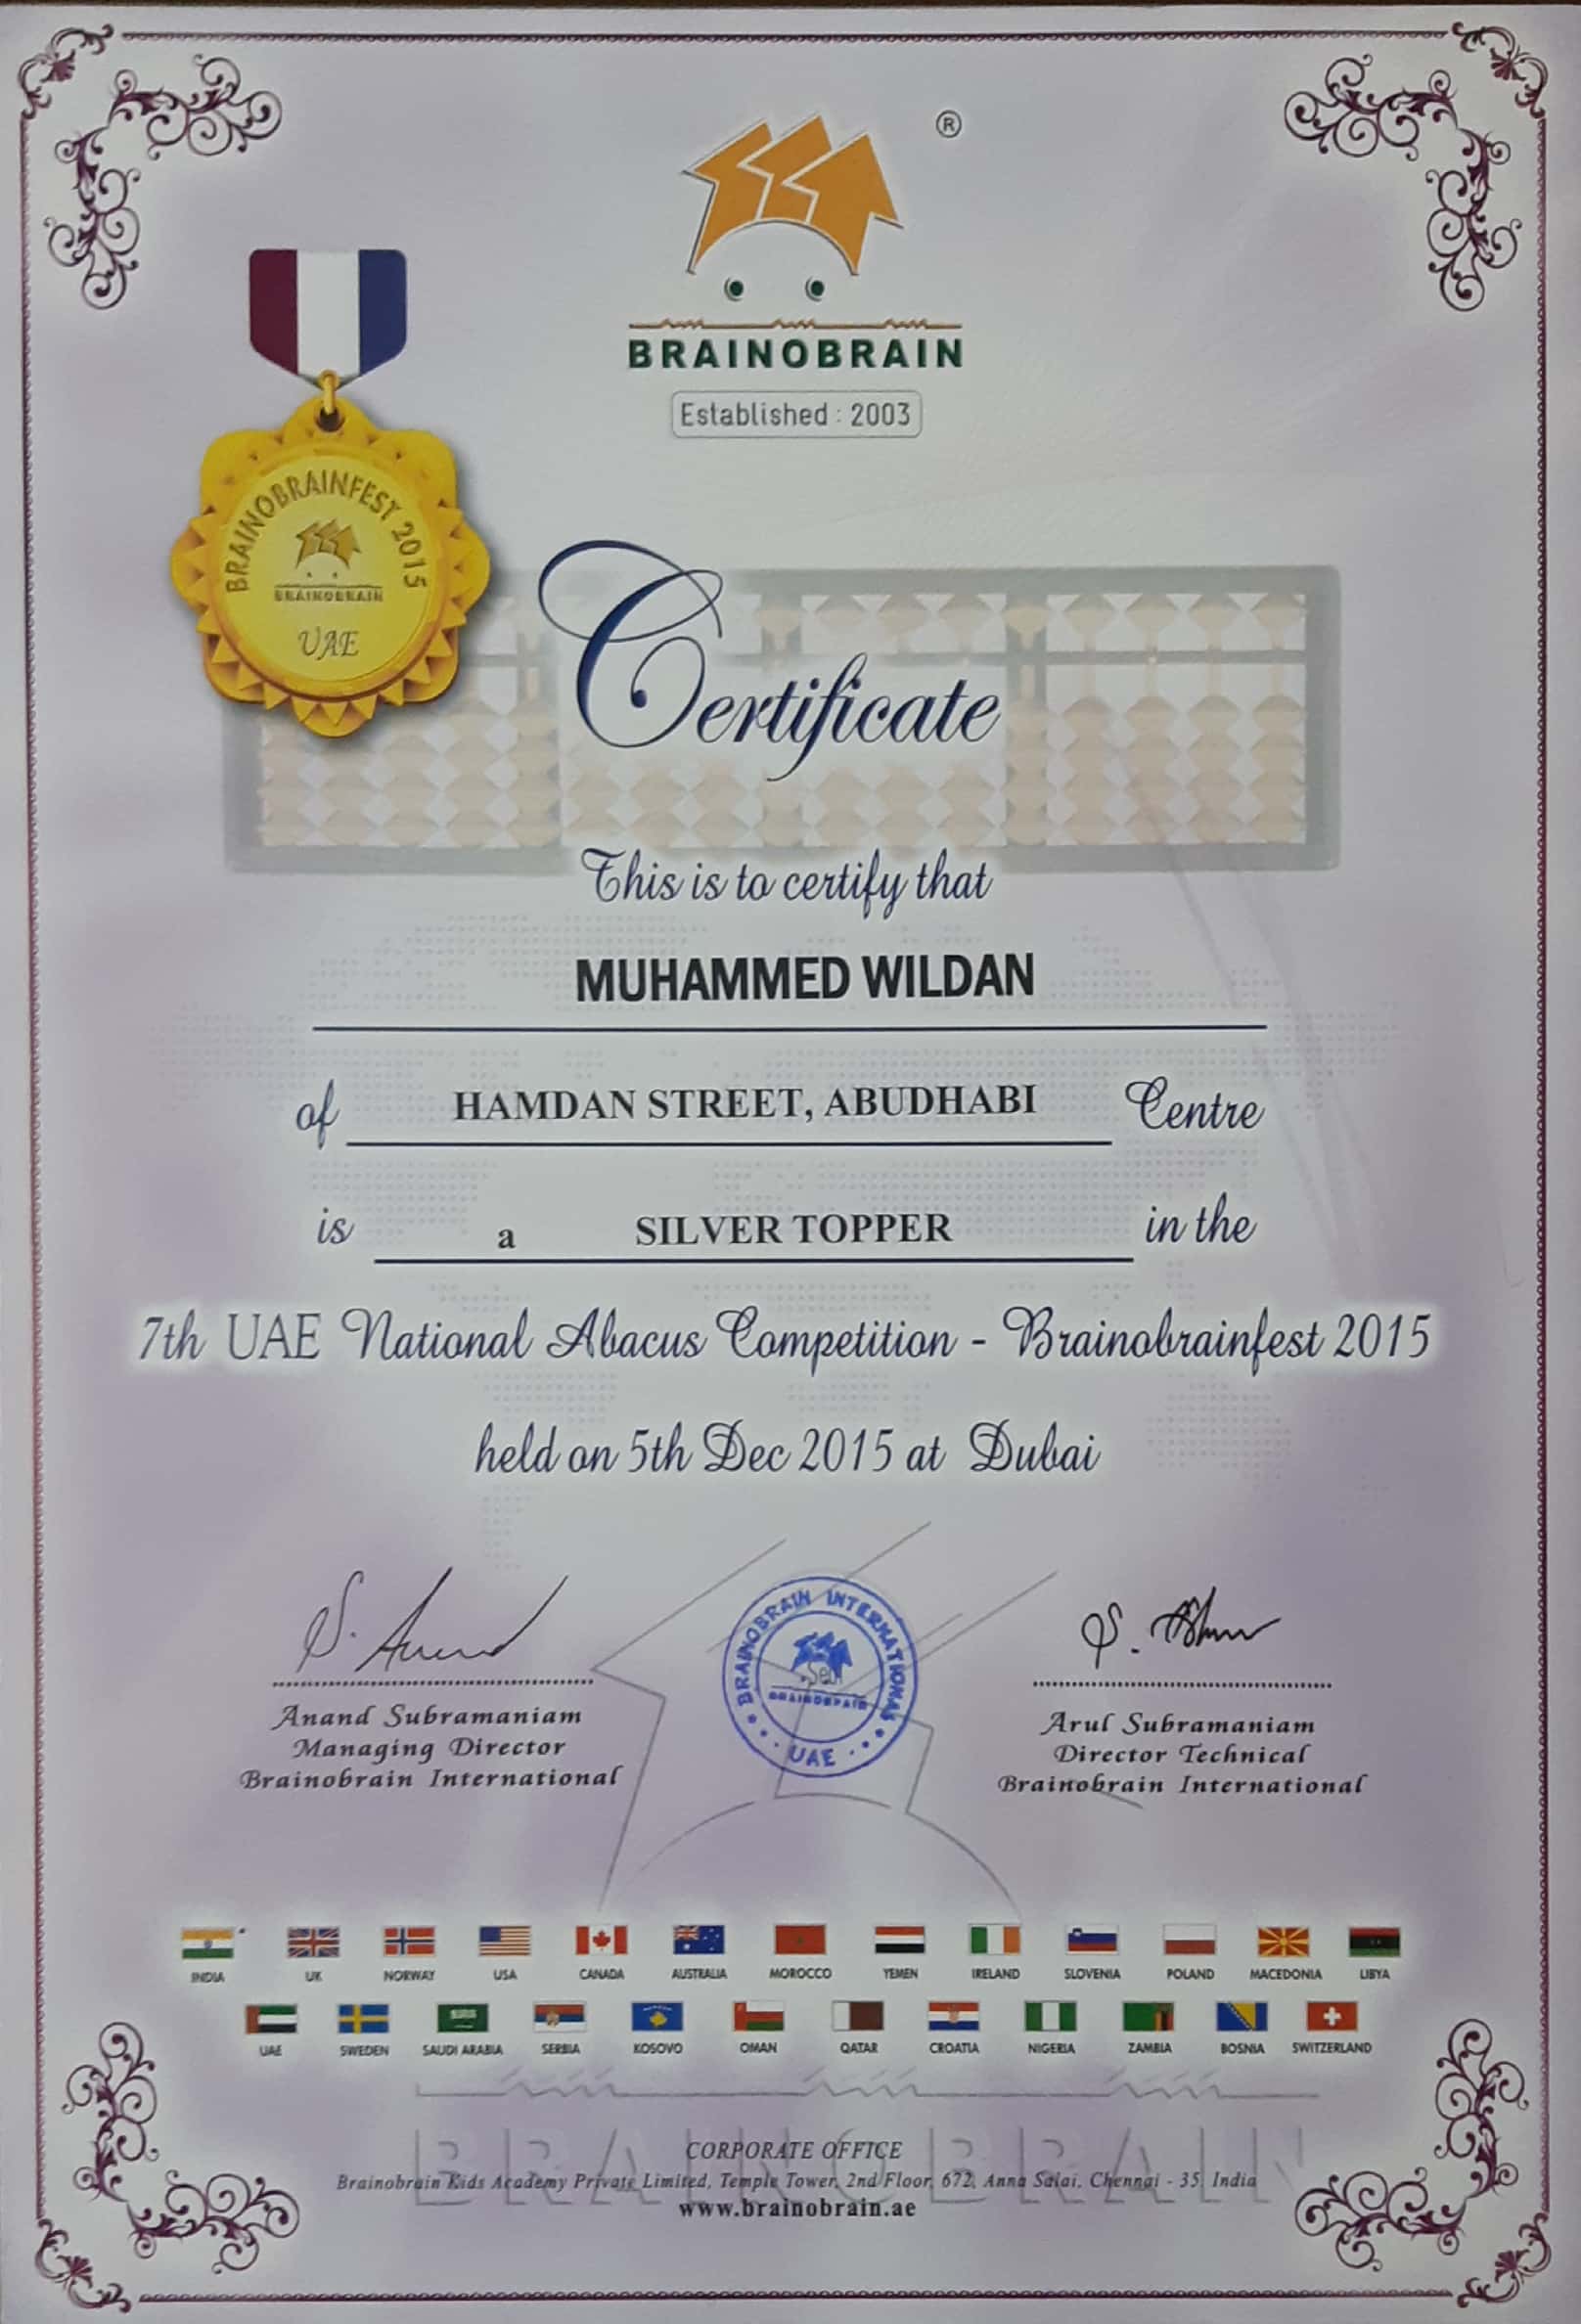 ®
BRAINOBRAIN
Established : 2003
BRAINOBRAINFEST 2015
BRAINOBRAIN
UAE
Certificate
This is to certify that
MUHAMMED WILDAN
of HAMDAN STREET, ABUDHABI Centre
is a SILVER TOPPER in the
7th UAE National Abacus Competition - Brainobrainfest 2015
held on 5th Dec 2015 at Dubai
BRAINOBRAIN INTERNATIONAL
Seal
BRAINOBRAIN
UAE
Anand Subramaniam
Managing Director
Brainobrain International
Arul Subramaniam
Director Technical
Brainobrain International
INDIA UK NORWAY USA CANADA AUSTRALIA MOROCCO YEMEN IRELAND SLOVENIA POLAND MACEDONIA LIBYA
UAE SWEDEN SAUDI ARABIA SERBIA KOSOVO OMAN QATAR CROATIA NIGERIA ZAMBIA BOSNIA SWITZERLAND
BRAINOBRAIN
CORPORATE OFFICE
Brainobrain Kids Academy Private Limited, Temple Tower, 2nd Floor, 672, Anna Salai, Chennai - 35, India
www.brainobrain.ae